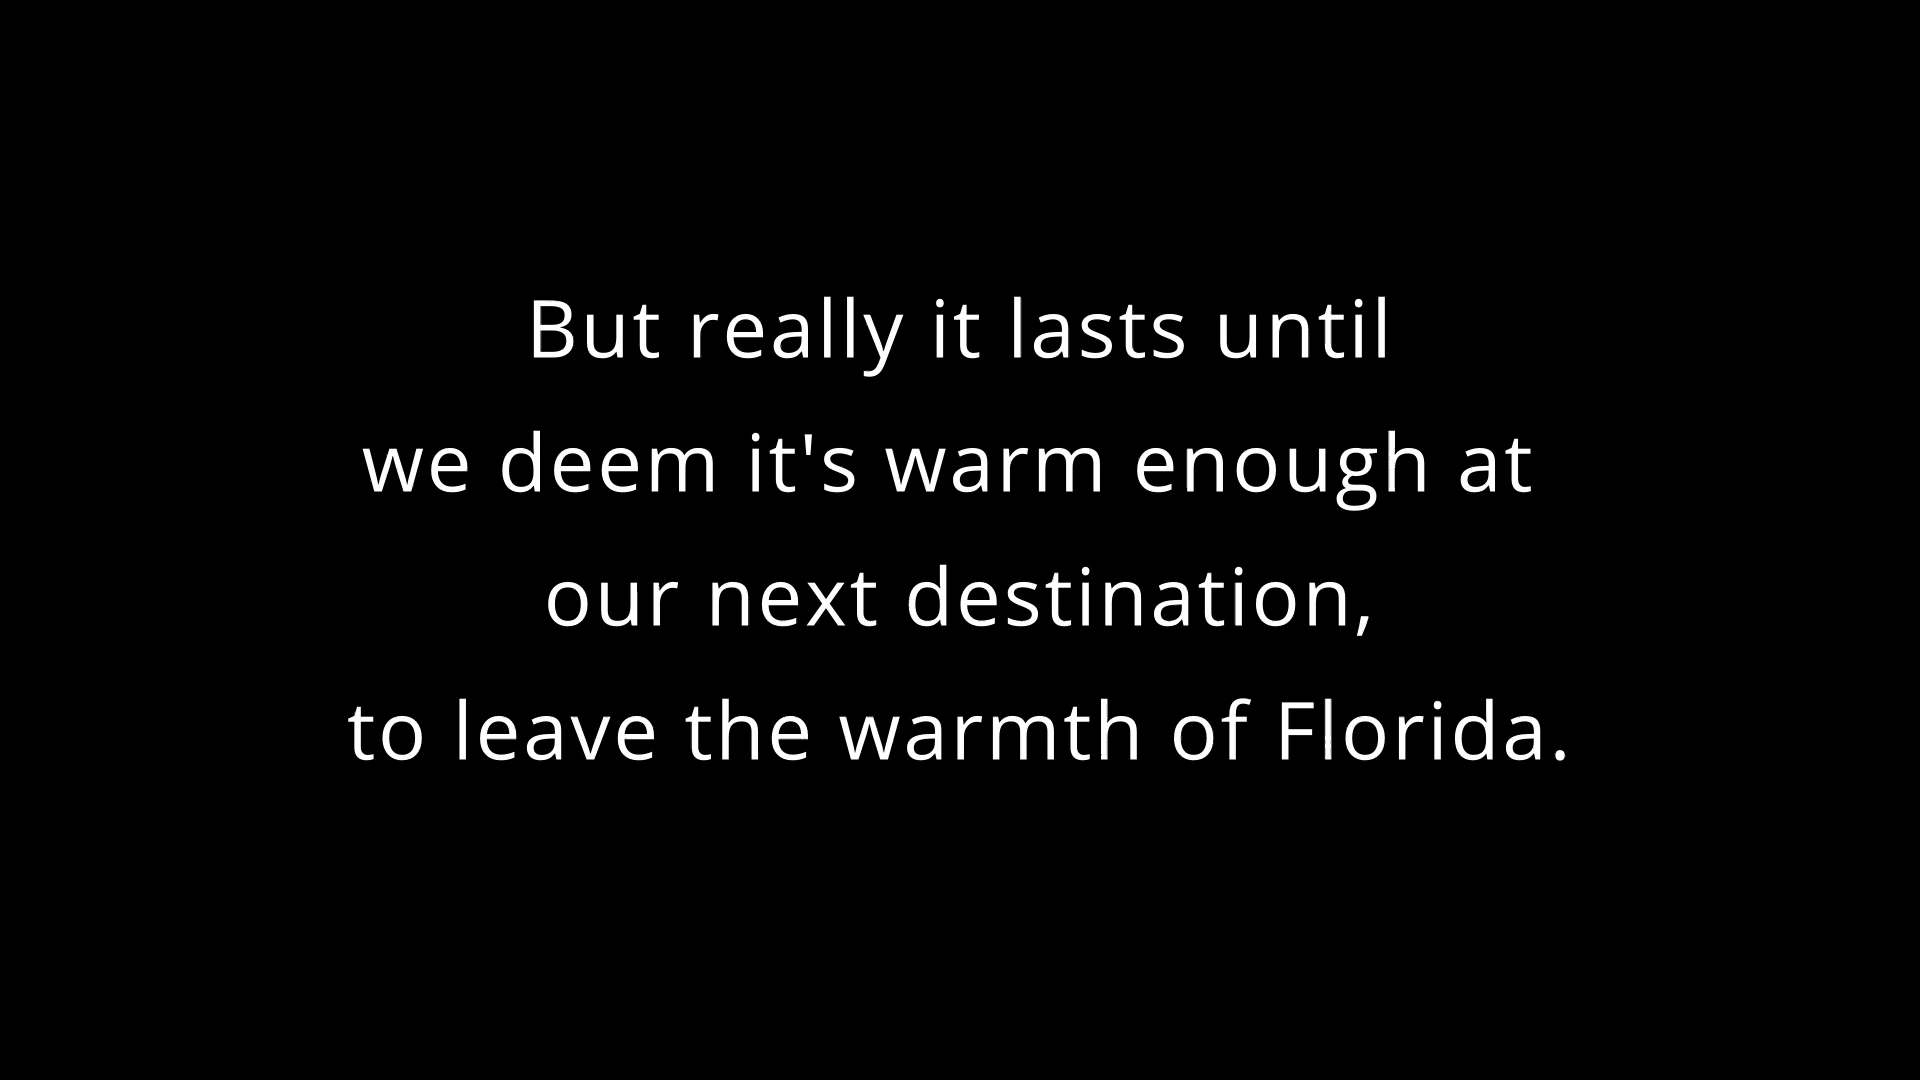 But really it lasts until
we deem it's warm enough at
our next destination,
to leave the warmth of Florida.